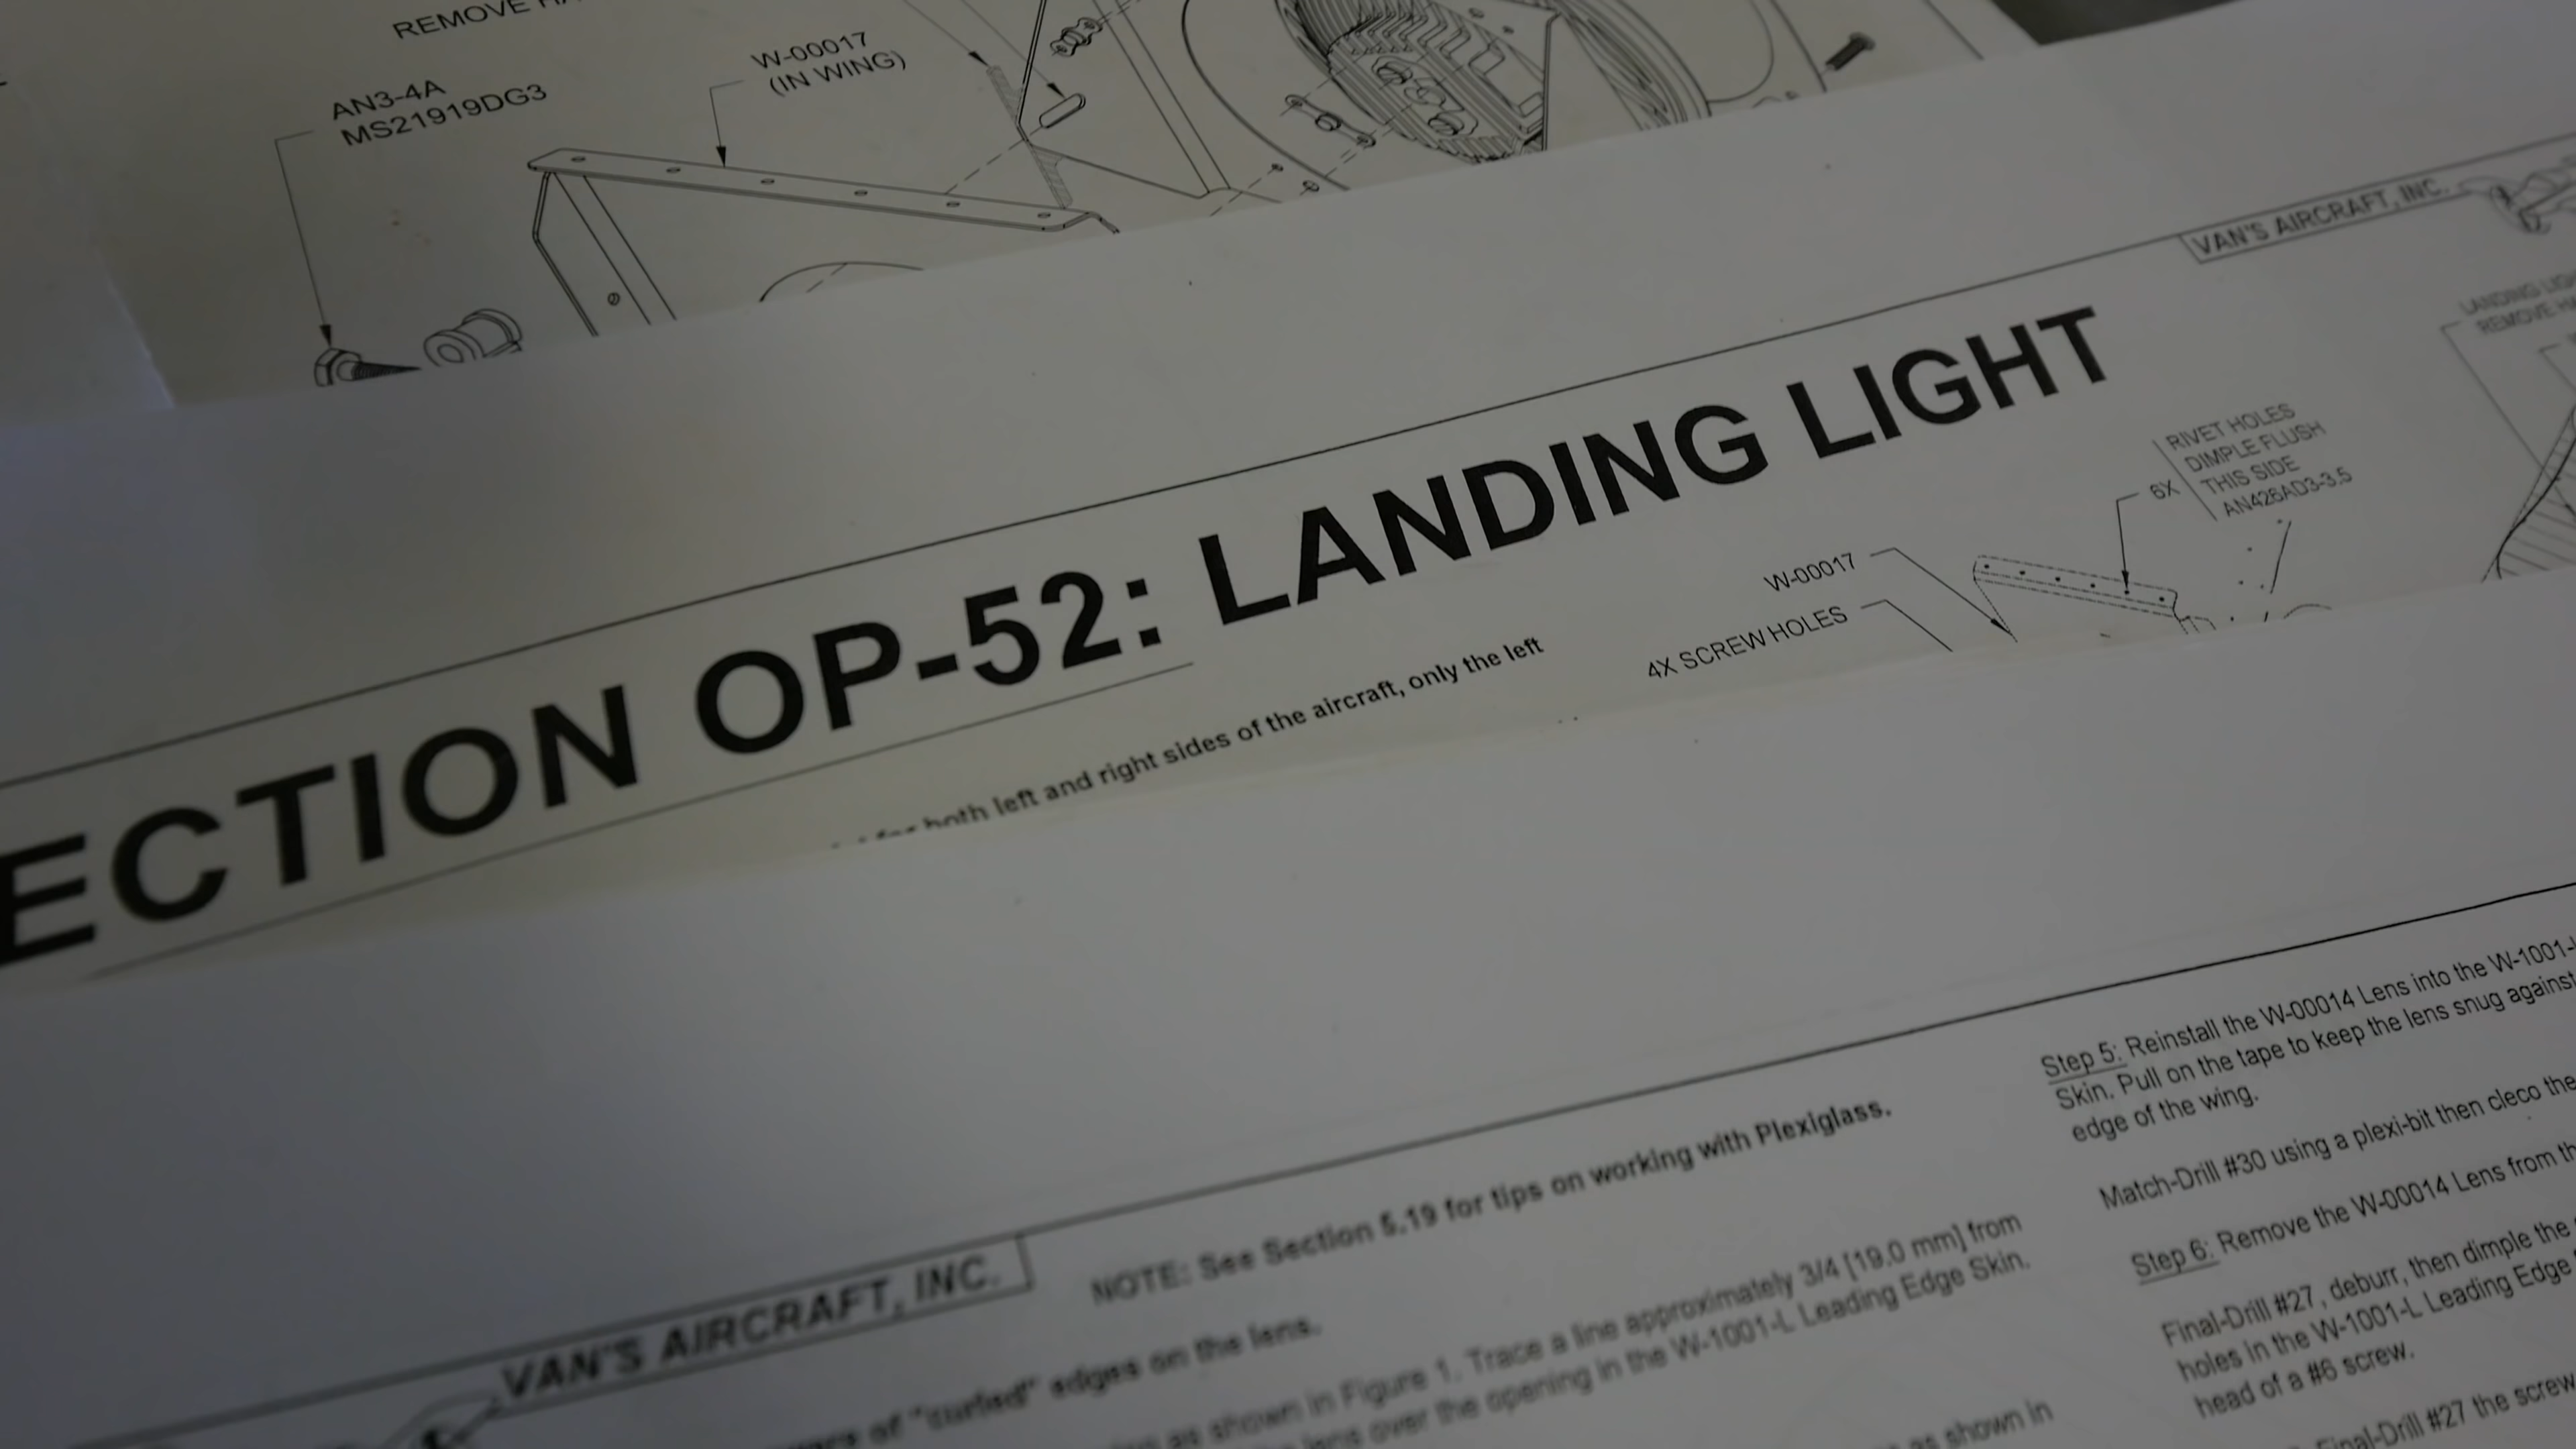 REMOVE
W-00017
(IN WING)
AN3-4A
MS21919DG3
VAN'S AIRCRAFT, INC.
LANDING
REMOVE
ECTION OP-52: LANDING LIGHT
RIVET HOLES
DIMPLE FLUSH
THIS SIDE
AN426AD3-3.5
6X
W-00017
4X SCREW HOLES
for both left and right sides of the aircraft, only the left
VAN'S AIRCRAFT, INC.
NOTE: See Section 5.19 for tips on working with Plexiglass.
of "curled" edges on the lens.
as shown in Figure 1. Trace a line approximately 3/4 [19.0 mm] from
lens over the opening in the W-1001-L Leading Edge Skin.
as shown in
Step 5: Reinstall the W-00014 Lens into the W-1001-
Skin. Pull on the tape to keep the lens snug against
edge of the wing.
Match-Drill #30 using a plexi-bit then cleco the
Step 6: Remove the W-00014 Lens from
Final-Drill #27, deburr, then dimple the
holes in the W-1001-L Leading Edge
head of a #6 screw.
Final-Drill #27 the screw